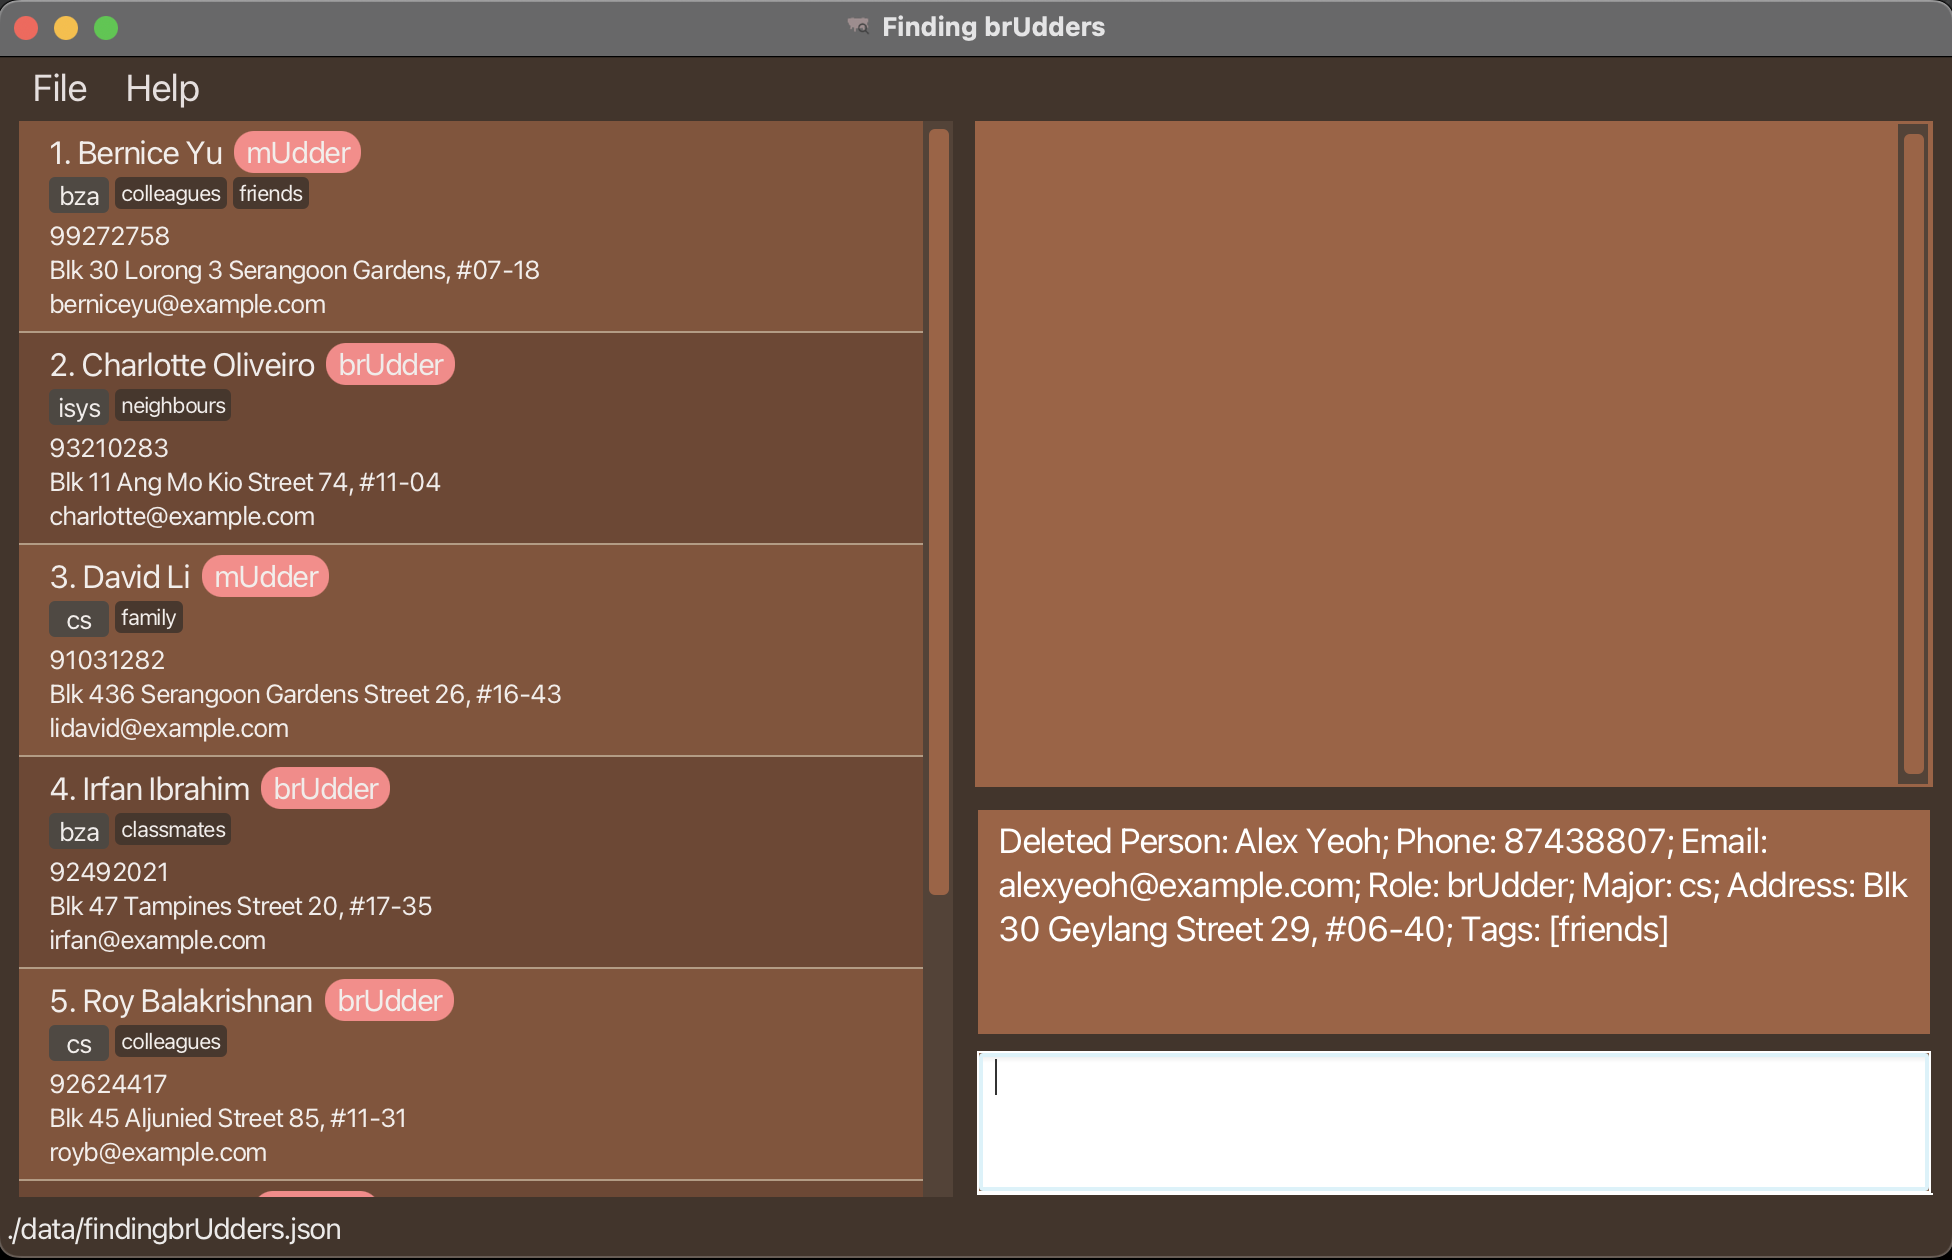 Finding brUdders
File Help
1. Bernice Yu mUdder
bza colleagues friends
99272758
Blk 30 Lorong 3 Serangoon Gardens, #07-18
berniceyu@example.com
2. Charlotte Oliveiro brUdder
isys neighbours
93210283
Blk 11 Ang Mo Kio Street 74, #11-04
charlotte@example.com
3. David Li mUdder
cs family
91031282
Blk 436 Serangoon Gardens Street 26, #16-43
lidavid@example.com
4. Irfan Ibrahim brUdder
bza classmates
92492021
Blk 47 Tampines Street 20, #17-35
irfan@example.com
5. Roy Balakrishnan brUdder
cs colleagues
92624417
Blk 45 Aljunied Street 85, #11-31
royb@example.com
Deleted Person: Alex Yeoh; Phone: 87438807; Email:
alexyeoh@example.com; Role: brUdder; Major: cs; Address: Blk
30 Geylang Street 29, #06-40; Tags: [friends]
./data/findingbrUdders.json